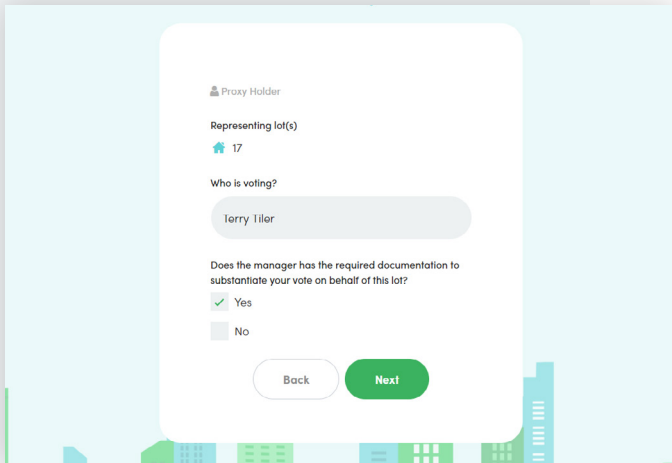 Proxy Holder
Representing lot(s)
17
Who is voting?
Terry Tiler
Does the manager has the required documentation to
substantiate your vote on behalf of this lot?
Yes
No
Back
Next